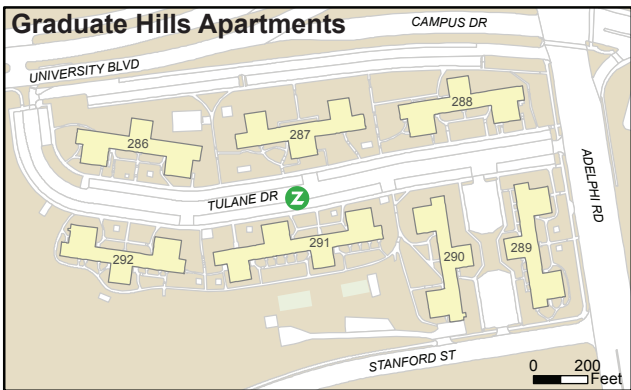 Graduate Hills Apartments
CAMPUS DR
UNIVERSITY BLVD
288
287
286
ADELPHI RD
TULANE DR
Z
291
289
290
292
STANFORD ST
0 200
Feet